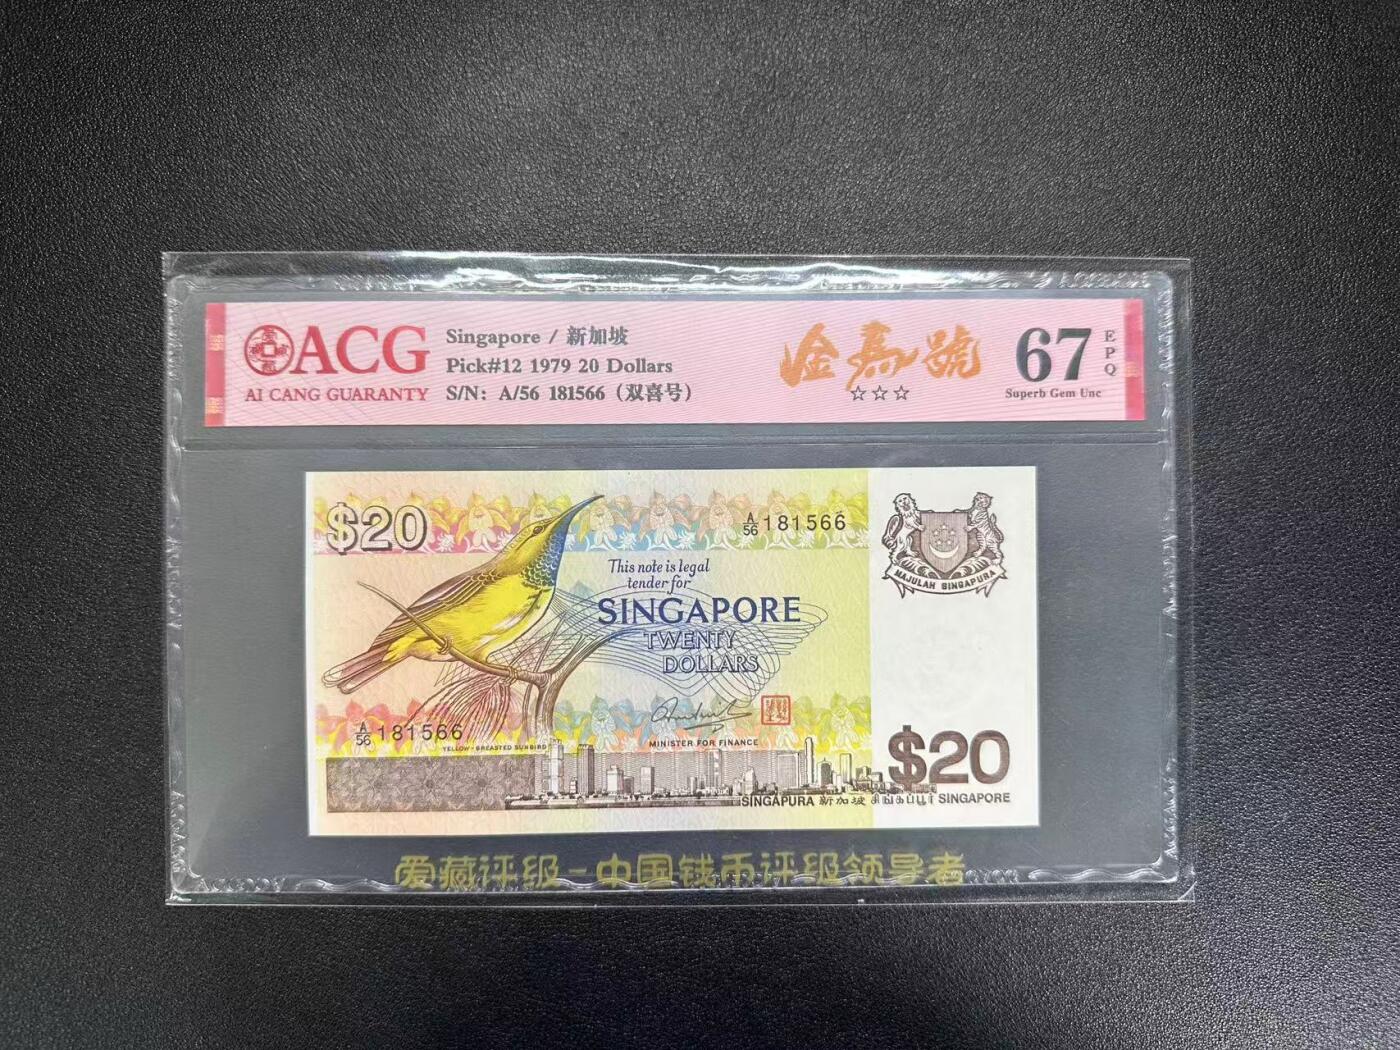 ACG
AI CANG GUARANTY
Singapore / 新加坡
Pick#12 1979 20 Dollars
S/N: A/56 181566（双喜号）
金馬號
☆☆☆
67
EPQ
Superb Gem Unc
$20
A/56 181566
This note is legal
tender for
SINGAPORE
TWENTY
DOLLARS
MAJULAH SINGAPURA
A/56 181566
YELLOW-BREASTED SUNBIRD
MINISTER FOR FINANCE
$20
SINGAPURA 新加坡 சிங்கப்பூர் SINGAPORE
爱藏评级-中国钱币评级领导者